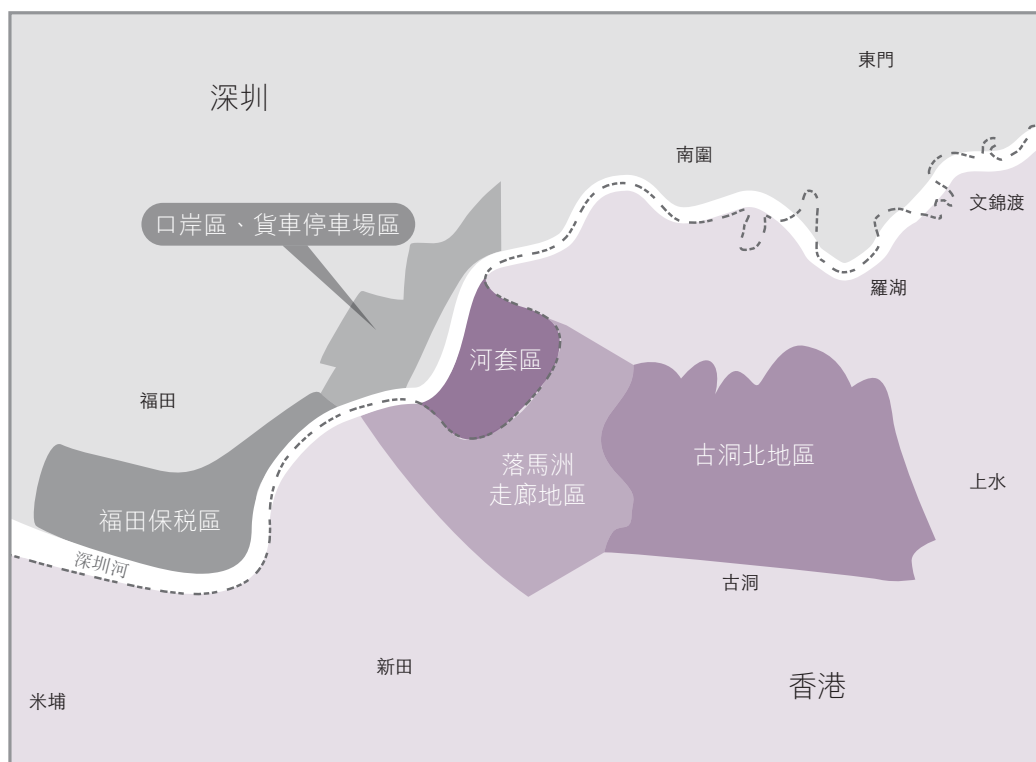 東門
深圳
南圍
文錦渡
口岸區、貨車停車場區
羅湖
河套區
福田
古洞北地區
落馬洲
走廊地區
上水
福田保税區
深圳河
古洞
新田
香港
米埔